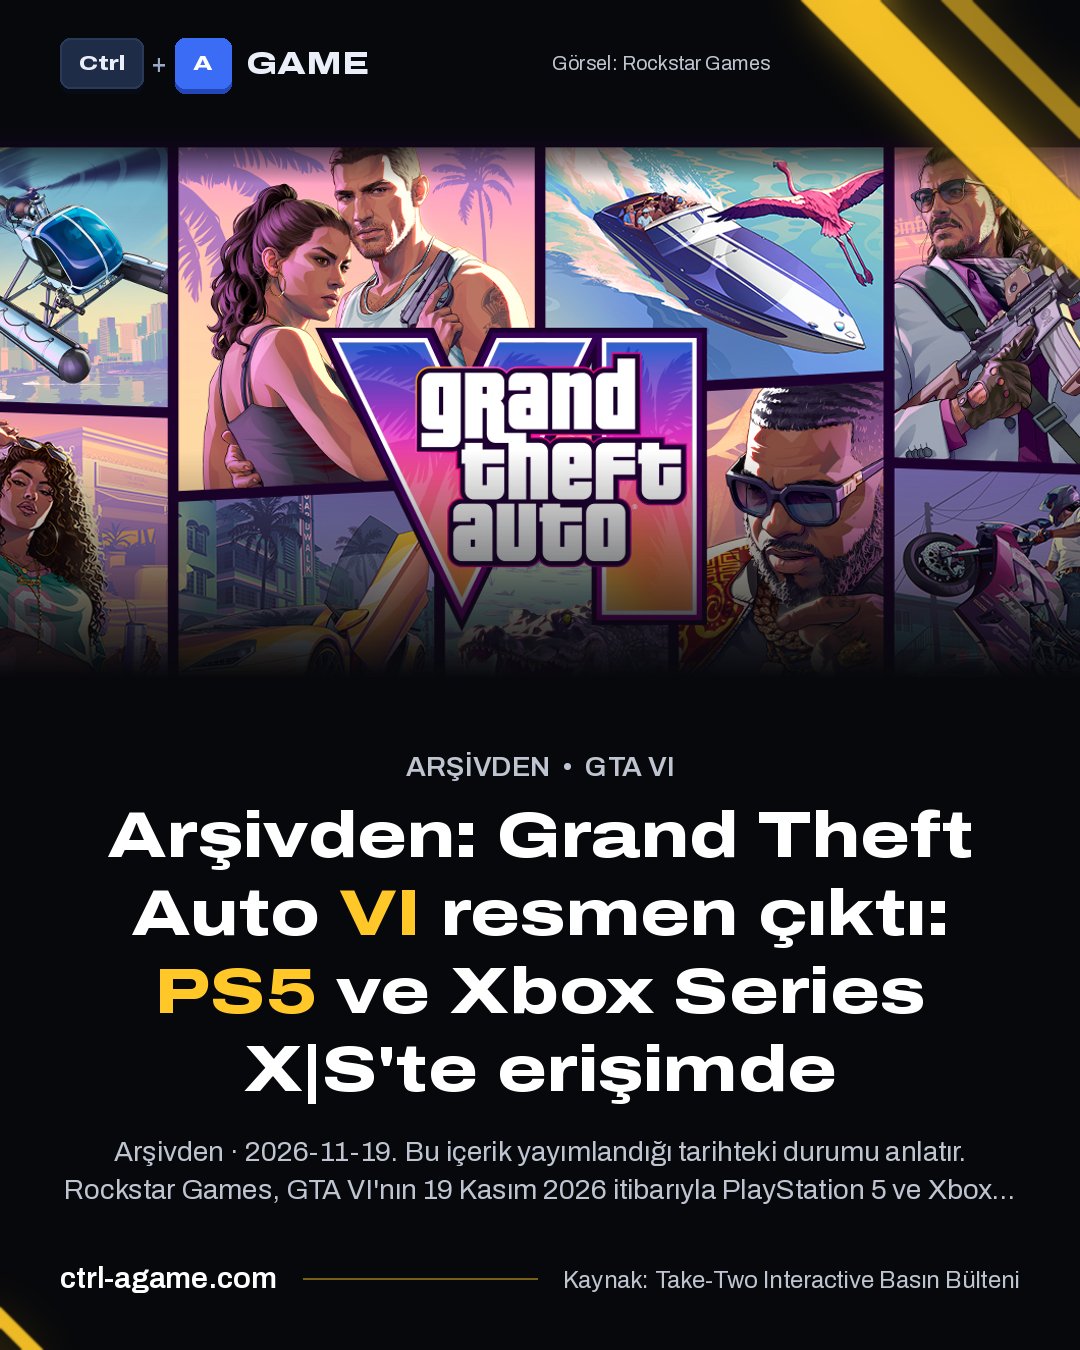 Ctrl + A GAME
Görsel: Rockstar Games
VI
grand
theft
auto
ARŞİVDEN • GTA VI
Arşivden: Grand Theft
Auto VI resmen çıktı:
PS5 ve Xbox Series
X|S'te erişimde
Arşivden · 2026-11-19. Bu içerik yayımlandığı tarihteki durumu anlatır.
Rockstar Games, GTA VI'nın 19 Kasım 2026 itibarıyla PlayStation 5 ve Xbox...
ctrl-agame.com
Kaynak: Take-Two Interactive Basın Bülteni